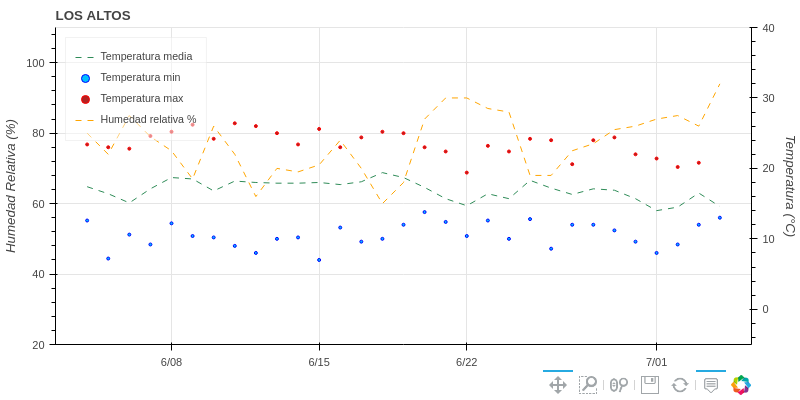 LOS ALTOS
Temperatura media
Temperatura min
Temperatura max
Humedad relativa %
Humedad Relativa (%)
100
80
60
40
20
40
30
20
10
0
Temperatura (°C)
6/08
6/15
6/22
7/01